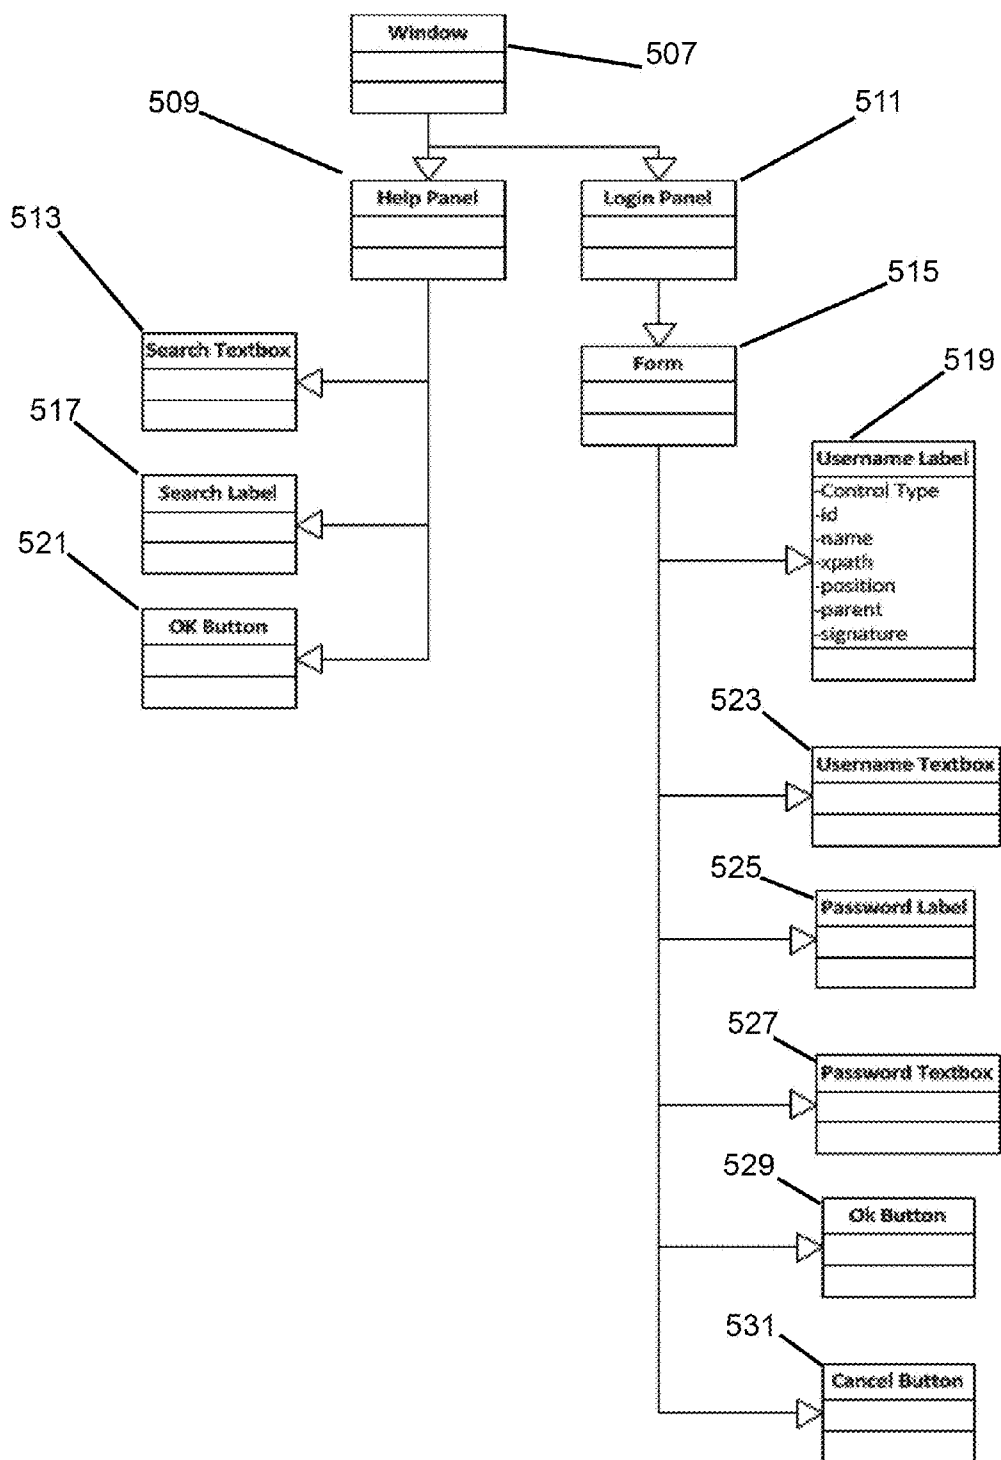 Window
507
509
511
Help Panel
Login Panel
513
515
Search Textbox
Form
519
517
Username Label
-Control Type
-id
-name
-xpath
-position
-parent
-signature
Search Label
521
OK Button
523
Username Textbox
525
Password Label
527
Password Textbox
529
Ok Button
531
Cancel Button